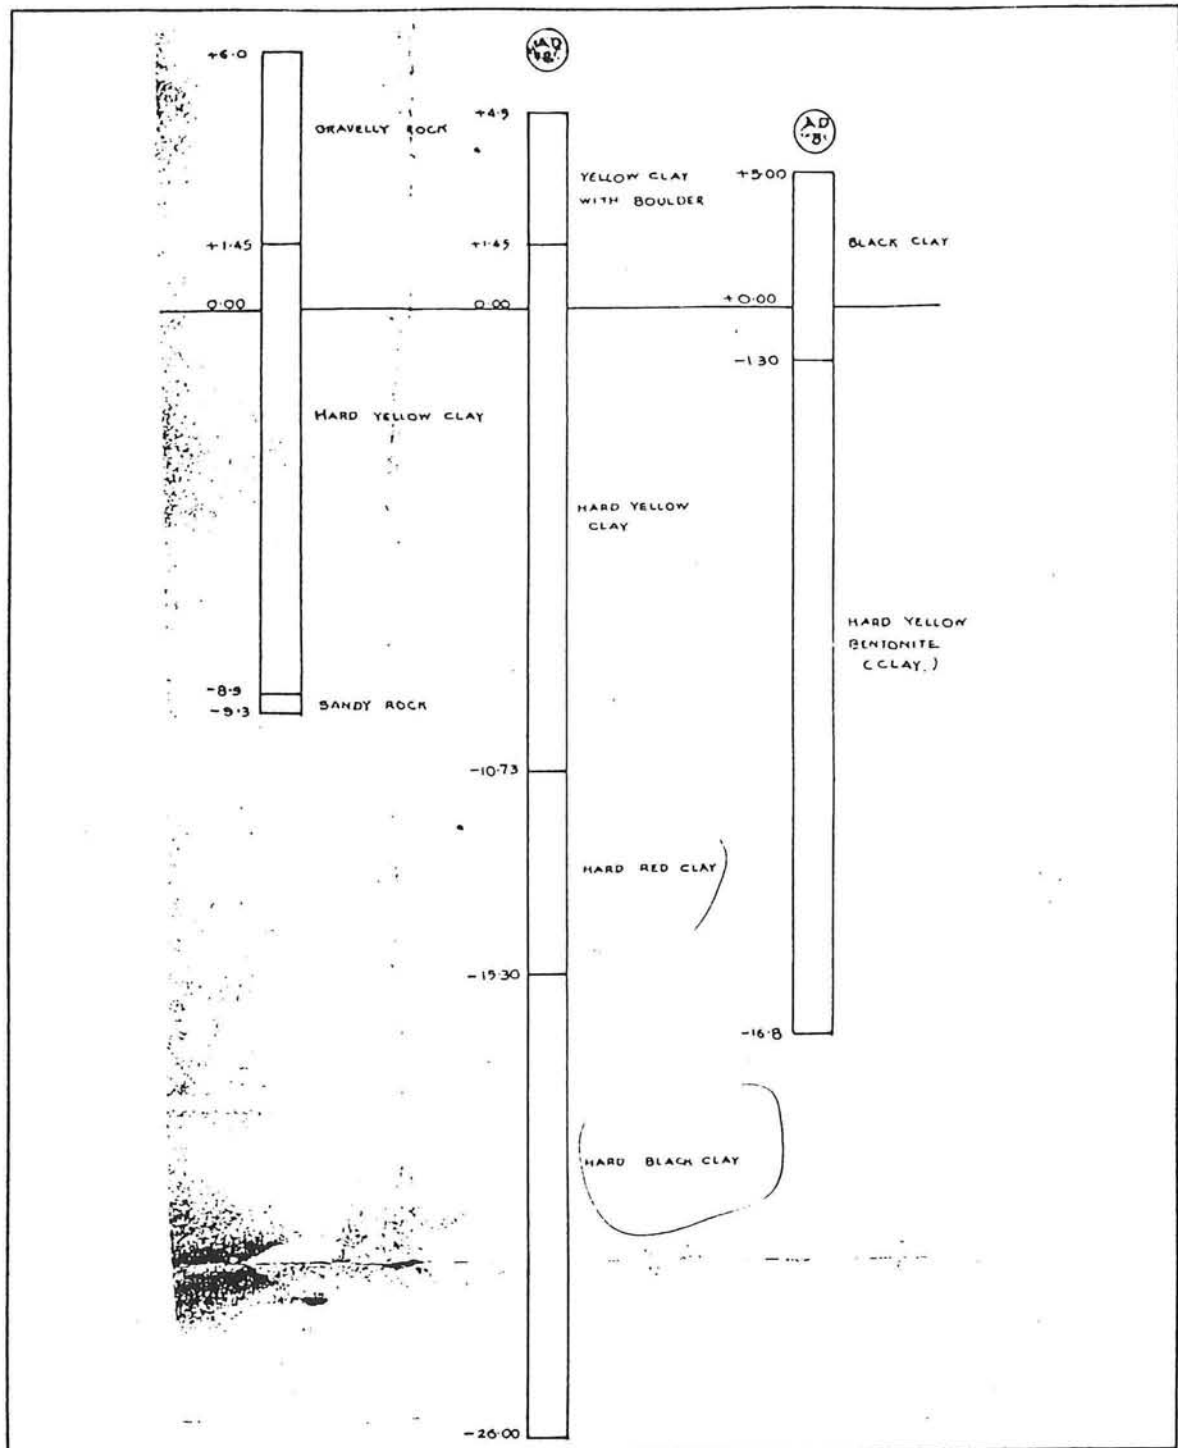 +6.0
GRAVELLY ROCK
+1.45
0.00
HARD YELLOW CLAY
-8.9
-9.3
SANDY ROCK
AD
+4.9
YELLOW CLAY
WITH BOULDER
+1.45
0.00
HARD YELLOW
CLAY
-10.73
HARD RED CLAY
-15.30
HARD BLACK CLAY
-26.00
AD
+5.00
BLACK CLAY
+0.00
-1.30
HARD YELLOW
BENTONITE
(CLAY.)
-16.8